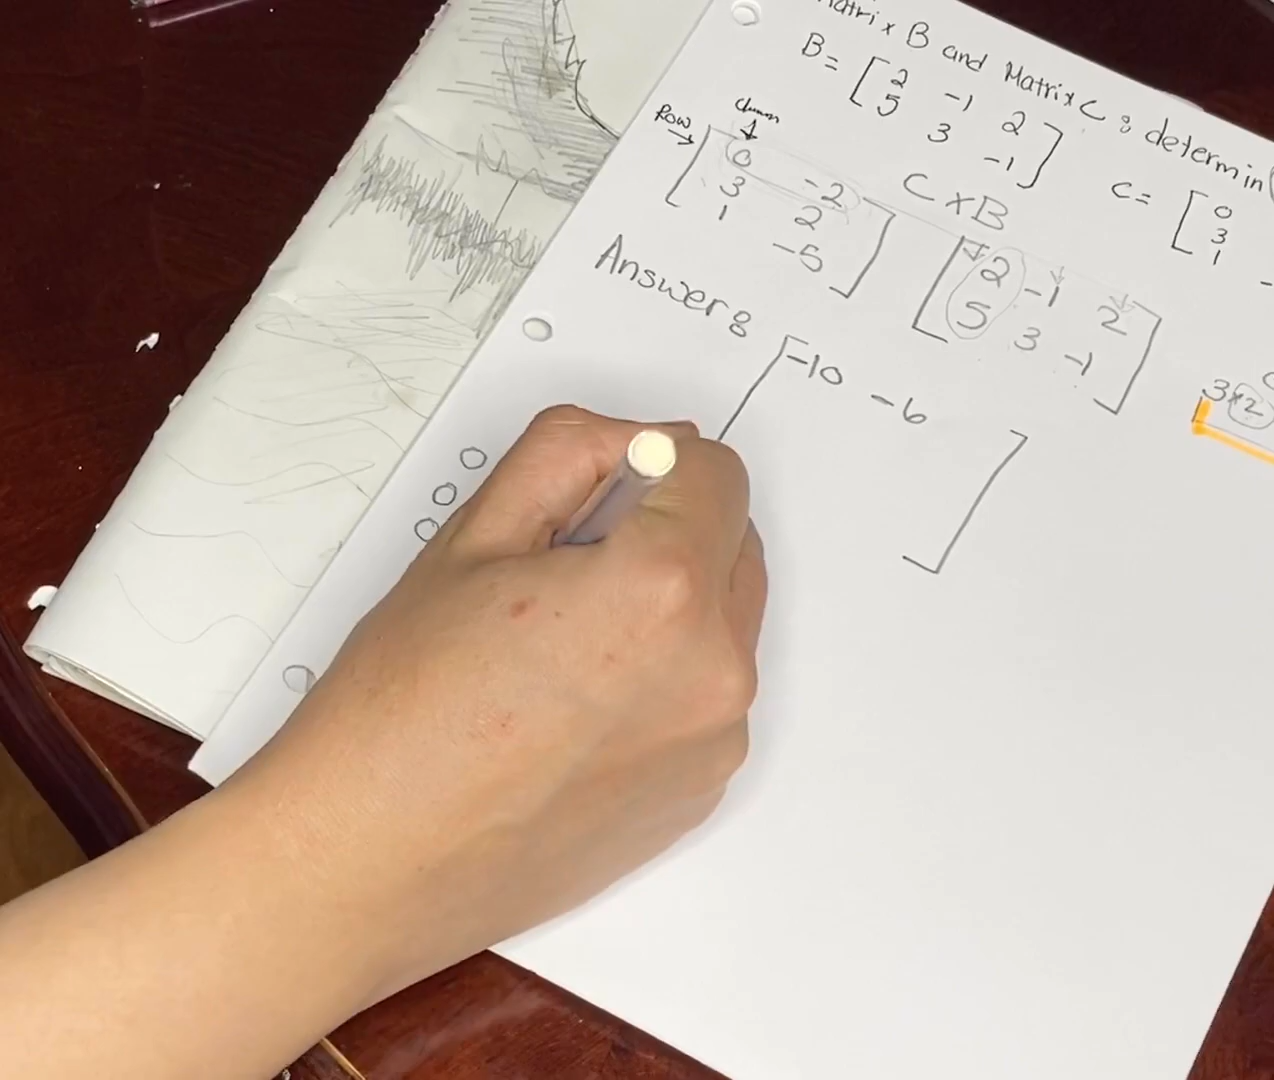 Matrix B and Matrix C : determin
B = [ 2 -1 2
5 3 -1 ]
C = [ 0
3
1 -
Row → Column ↓
[ 0 -2
3 2
1 -5 ]
C x B
[ 2 -1 2
5 3 -1 ]
3x2
Answer:
[ -10 -6
]